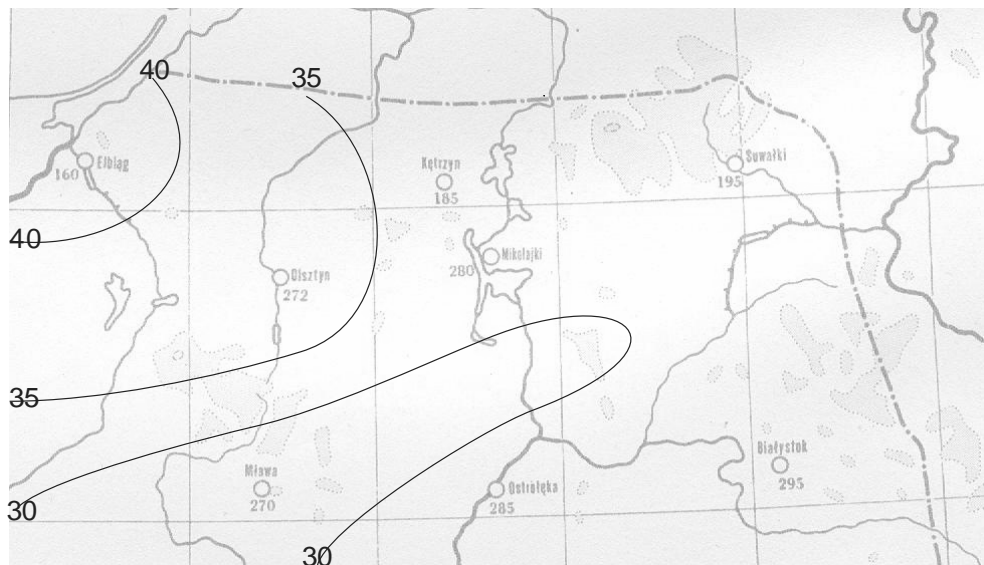 40
35
Elbląg
160
Kętrzyn
185
Suwałki
195
40
Mikołajki
280
Olsztyn
272
35
Mława
270
Ostrołęka
285
Białystok
295
30
30